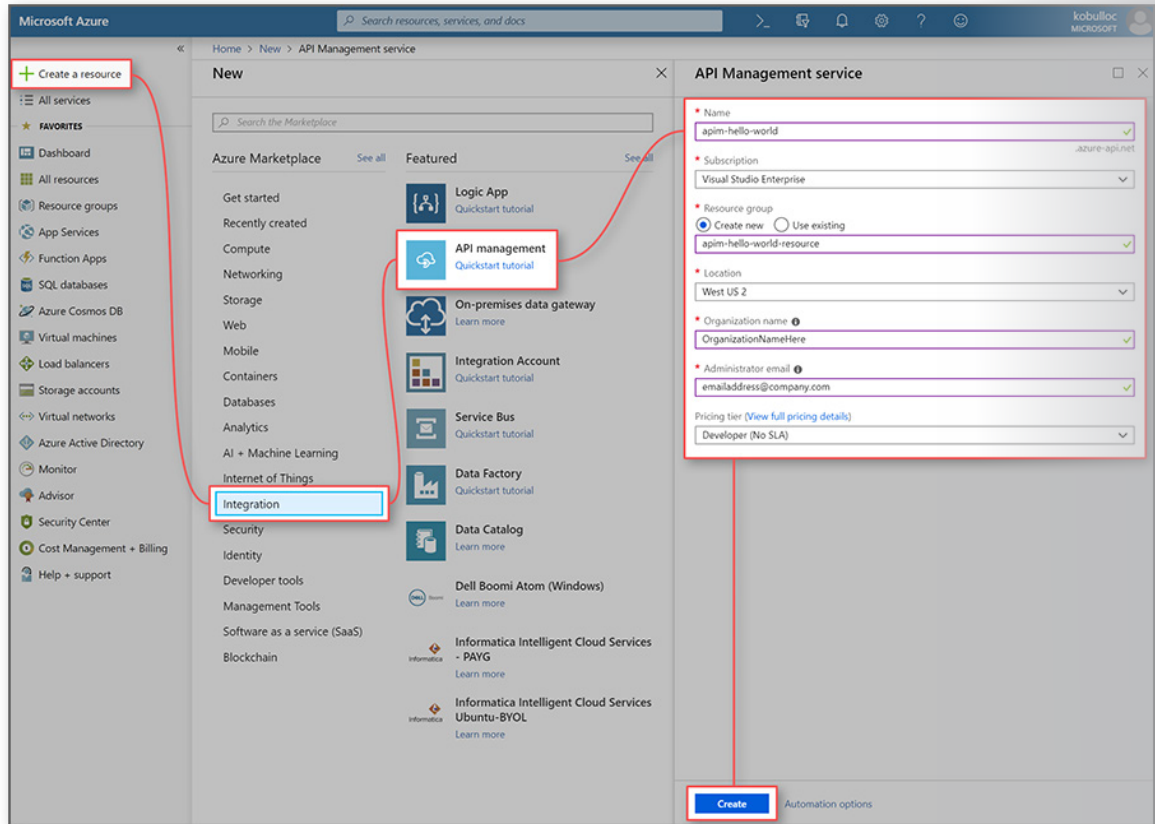 Microsoft Azure
Search resources, services, and docs
kobulloc
MICROSOFT
Create a resource
All services
FAVORITES
Dashboard
All resources
Resource groups
App Services
Function Apps
SQL databases
Azure Cosmos DB
Virtual machines
Load balancers
Storage accounts
Virtual networks
Azure Active Directory
Monitor
Advisor
Security Center
Cost Management + Billing
Help + support
Home > New > API Management service
New
Search the Marketplace
Azure Marketplace See all
Get started
Recently created
Compute
Networking
Storage
Web
Mobile
Containers
Databases
Analytics
AI + Machine Learning
Internet of Things
Integration
Security
Identity
Developer tools
Management Tools
Software as a service (SaaS)
Blockchain
Featured See all
Logic App
Quickstart tutorial
API management
Quickstart tutorial
On-premises data gateway
Learn more
Integration Account
Quickstart tutorial
Service Bus
Quickstart tutorial
Data Factory
Quickstart tutorial
Data Catalog
Learn more
DELL Boomi
Dell Boomi Atom (Windows)
Learn more
Informatica
Informatica Intelligent Cloud Services
- PAYG
Learn more
Informatica
Informatica Intelligent Cloud Services
Ubuntu-BYOL
Learn more
API Management service
* Name
apim-hello-world
.azure-api.net
* Subscription
Visual Studio Enterprise
* Resource group
Create new Use existing
apim-hello-world-resource
* Location
West US 2
* Organization name
OrganizationNameHere
* Administrator email
emailaddress@company.com
Pricing tier (View full pricing details)
Developer (No SLA)
Create Automation options